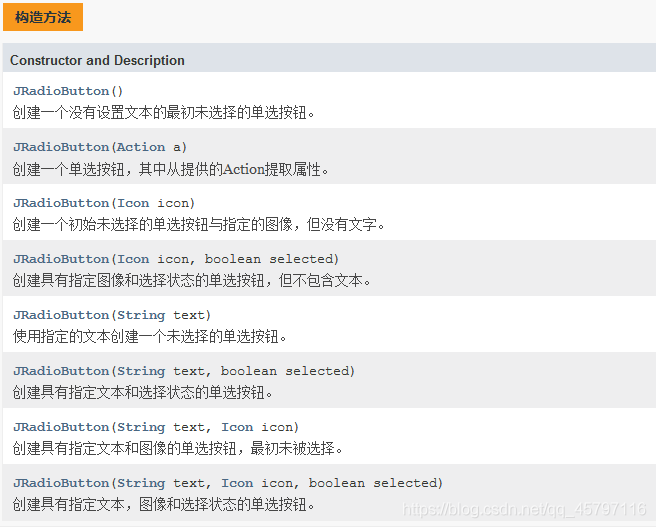 构造方法
Constructor and Description
JRadioButton()
创建一个没有设置文本的最初未选择的单选按钮。
JRadioButton(Action a)
创建一个单选按钮，其中从提供的Action提取属性。
JRadioButton(Icon icon)
创建一个初始未选择的单选按钮与指定的图像，但没有文字。
JRadioButton(Icon icon, boolean selected)
创建具有指定图像和选择状态的单选按钮，但不包含文本。
JRadioButton(String text)
使用指定的文本创建一个未选择的单选按钮。
JRadioButton(String text, boolean selected)
创建具有指定文本和选择状态的单选按钮。
JRadioButton(String text, Icon icon)
创建具有指定文本和图像的单选按钮，最初未被选择。
JRadioButton(String text, Icon icon, boolean selected)
创建具有指定文本，图像和选择状态的单选按钮。
https://blog.csdn.net/qq_45797116